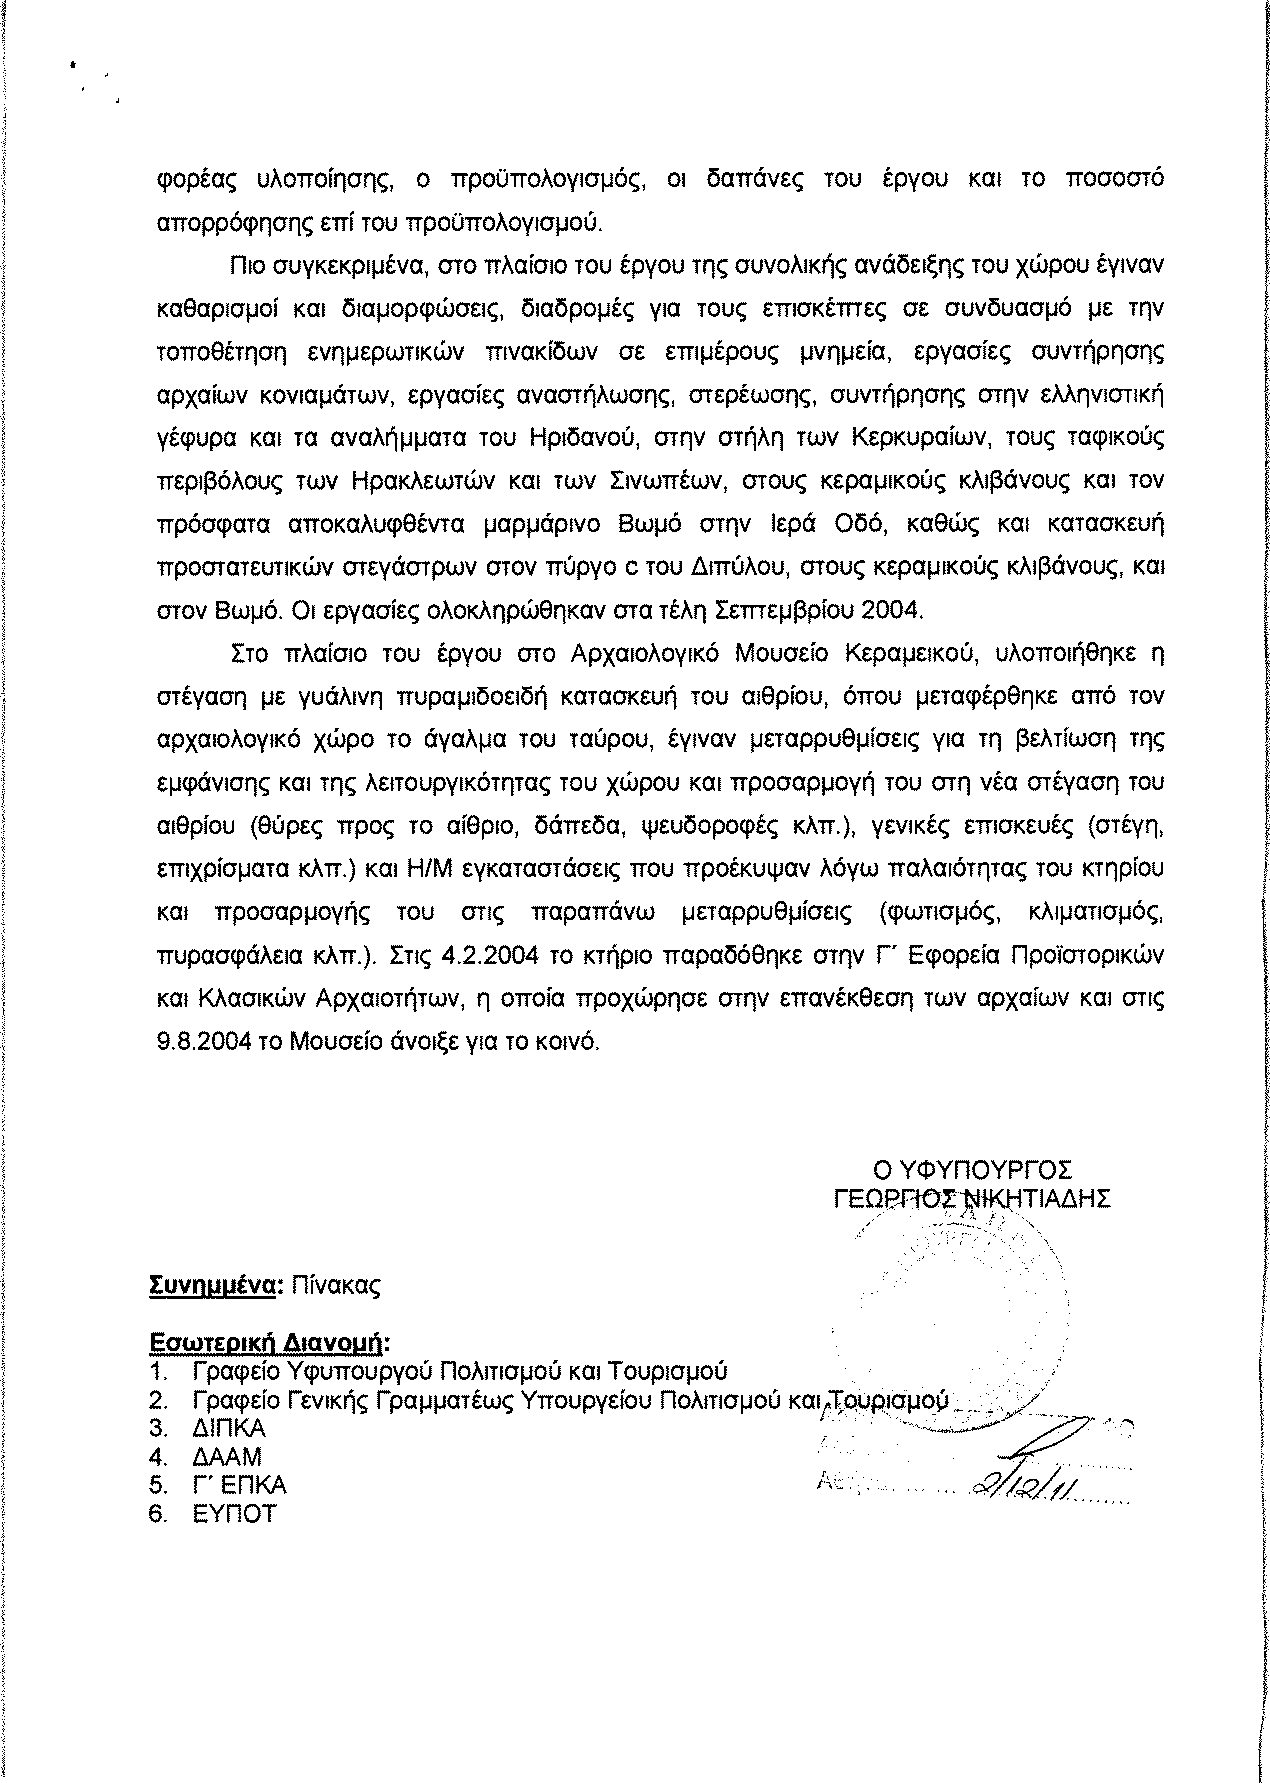 φορέας υλοποίησης, ο προϋπολογισμός, οι δαπάνες του έργου και το ποσοστό
απορρόφησης επί του προϋπολογισμού.
Πιο συγκεκριμένα, στο πλαίσιο του έργου της συνολικής ανάδειξης του χώρου έγιναν
καθαρισμοί και διαμορφώσεις, διαδρομές για τους επισκέπτες σε συνδυασμό με την
τοποθέτηση ενημερωτικών πινακίδων σε επιμέρους μνημεία, εργασίες συντήρησης
αρχαίων κονιαμάτων, εργασίες αναστήλωσης, στερέωσης, συντήρησης στην ελληνιστική
γέφυρα και τα αναλήμματα του Ηριδανού, στην στήλη των Κερκυραίων, τους ταφικούς
περιβόλους των Ηρακλεωτών και των Σινωπέων, στους κεραμικούς κλιβάνους και τον
πρόσφατα αποκαλυφθέντα μαρμάρινο Βωμό στην Ιερά Οδό, καθώς και κατασκευή
προστατευτικών στεγάστρων στον πύργο c του Διπύλου, στους κεραμικούς κλιβάνους, και
στον Βωμό. Οι εργασίες ολοκληρώθηκαν στα τέλη Σεπτεμβρίου 2004.
Στο πλαίσιο του έργου στο Αρχαιολογικό Μουσείο Κεραμεικού, υλοποιήθηκε η
στέγαση με γυάλινη πυραμιδοειδή κατασκευή του αιθρίου, όπου μεταφέρθηκε από τον
αρχαιολογικό χώρο το άγαλμα του ταύρου, έγιναν μεταρρυθμίσεις για τη βελτίωση της
εμφάνισης και της λειτουργικότητας του χώρου και προσαρμογή του στη νέα στέγαση του
αιθρίου (θύρες προς το αίθριο, δάπεδα, ψευδοροφές κλπ.), γενικές επισκευές (στέγη,
επιχρίσματα κλπ.) και Η/Μ εγκαταστάσεις που προέκυψαν λόγω παλαιότητας του κτηρίου
και προσαρμογής του στις παραπάνω μεταρρυθμίσεις (φωτισμός, κλιματισμός,
πυρασφάλεια κλπ.). Στις 4.2.2004 το κτήριο παραδόθηκε στην Γ΄ Εφορεία Προϊστορικών
και Κλασικών Αρχαιοτήτων, η οποία προχώρησε στην επανέκθεση των αρχαίων και στις
9.8.2004 το Μουσείο άνοιξε για το κοινό.
Ο ΥΦΥΠΟΥΡΓΟΣ
ΓΕΩΡΓΙΟΣ ΝΙΚΗΤΙΑΔΗΣ
Συνημμένα: Πίνακας
Εσωτερική Διανομή:
1. Γραφείο Υφυπουργού Πολιτισμού και Τουρισμού
2. Γραφείο Γενικής Γραμματέως Υπουργείου Πολιτισμού και Τουρισμού
3. ΔΙΠΚΑ
4. ΔΑΑΜ
5. Γ΄ ΕΠΚΑ
6. ΕΥΠΟΤ
2/12/11